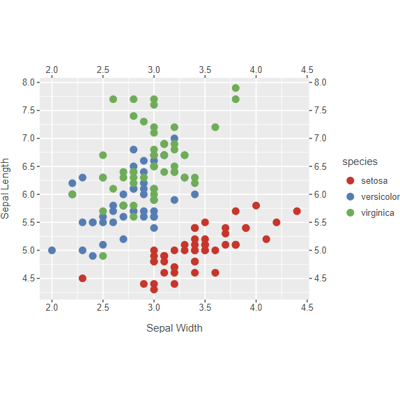 2.0 2.5 3.0 3.5 4.0 4.5
8.0 8.0
7.5 7.5
7.0 7.0
6.5 6.5
6.0 6.0
5.5 5.5
5.0 5.0
4.5 4.5
2.0 2.5 3.0 3.5 4.0 4.5
Sepal Length
Sepal Width
species
setosa
versicolor
virginica